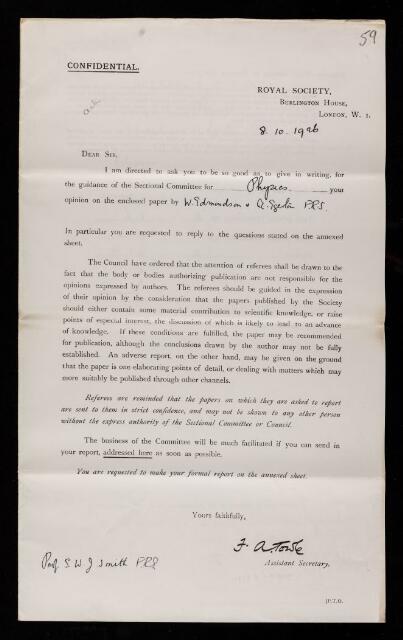 59
CONFIDENTIAL.
ROYAL SOCIETY,
BURLINGTON HOUSE,
LONDON, W. 1.
8. 10. 1926
DEAR SIR,
I am directed to ask you to be so good as to give in writing, for
the guidance of the Sectional Committee for Physics your
opinion on the enclosed paper by W. Edmondson & A. Egerton FRS.
In particular you are requested to reply to the questions stated on the annexed
sheet.
The Council have ordered that the attention of referees shall be drawn to the
fact that the body or bodies authorizing publication are not responsible for the
opinions expressed by authors. The referees should be guided in the expression
of their opinion by the consideration that the papers published by the Society
should either contain some material contribution to scientific knowledge, or raise
points of especial interest, the discussion of which is likely to lead to an advance
of knowledge. If these conditions are fulfilled, the paper may be recommended
for publication, although the conclusions drawn by the author may not be fully
established. An adverse report, on the other hand, may be given on the ground
that the paper is one elaborating points of detail, or dealing with matters which may
more suitably be published through other channels.
Referees are reminded that the papers on which they are asked to report
are sent to them in strict confidence, and may not be shown to any other person
without the express authority of the Sectional Committee or Council.
The business of the Committee will be much facilitated if you can send in
your report, addressed here as soon as possible.
You are requested to make your formal report on the annexed sheet.
Yours faithfully,
F. A. Towle
Assistant Secretary.
Prof. S. W. J. Smith FRS
[P.T.O.